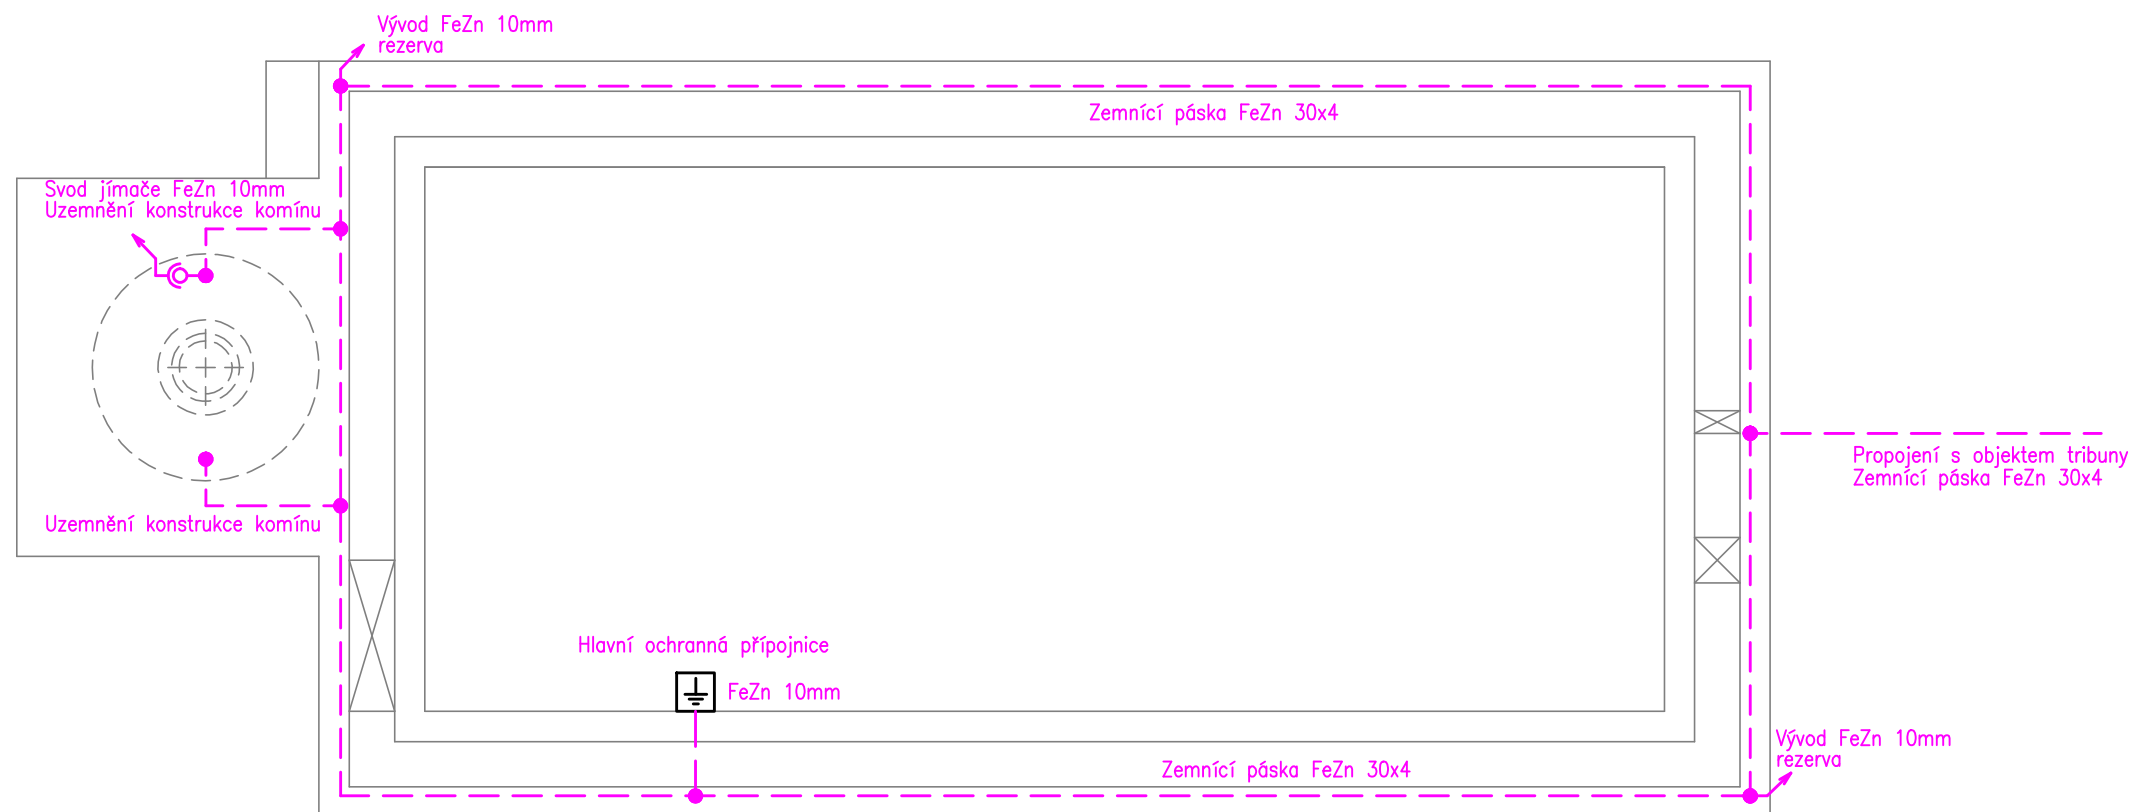 Vývod FeZn 10mm
rezerva
Zemnící páska FeZn 30x4
Svod jímače FeZn 10mm
Uzemnění konstrukce komínu
Propojení s objektem tribuny
Zemnící páska FeZn 30x4
Uzemnění konstrukce komínu
Hlavní ochranná přípojnice
FeZn 10mm
Vývod FeZn 10mm
rezerva
Zemnící páska FeZn 30x4